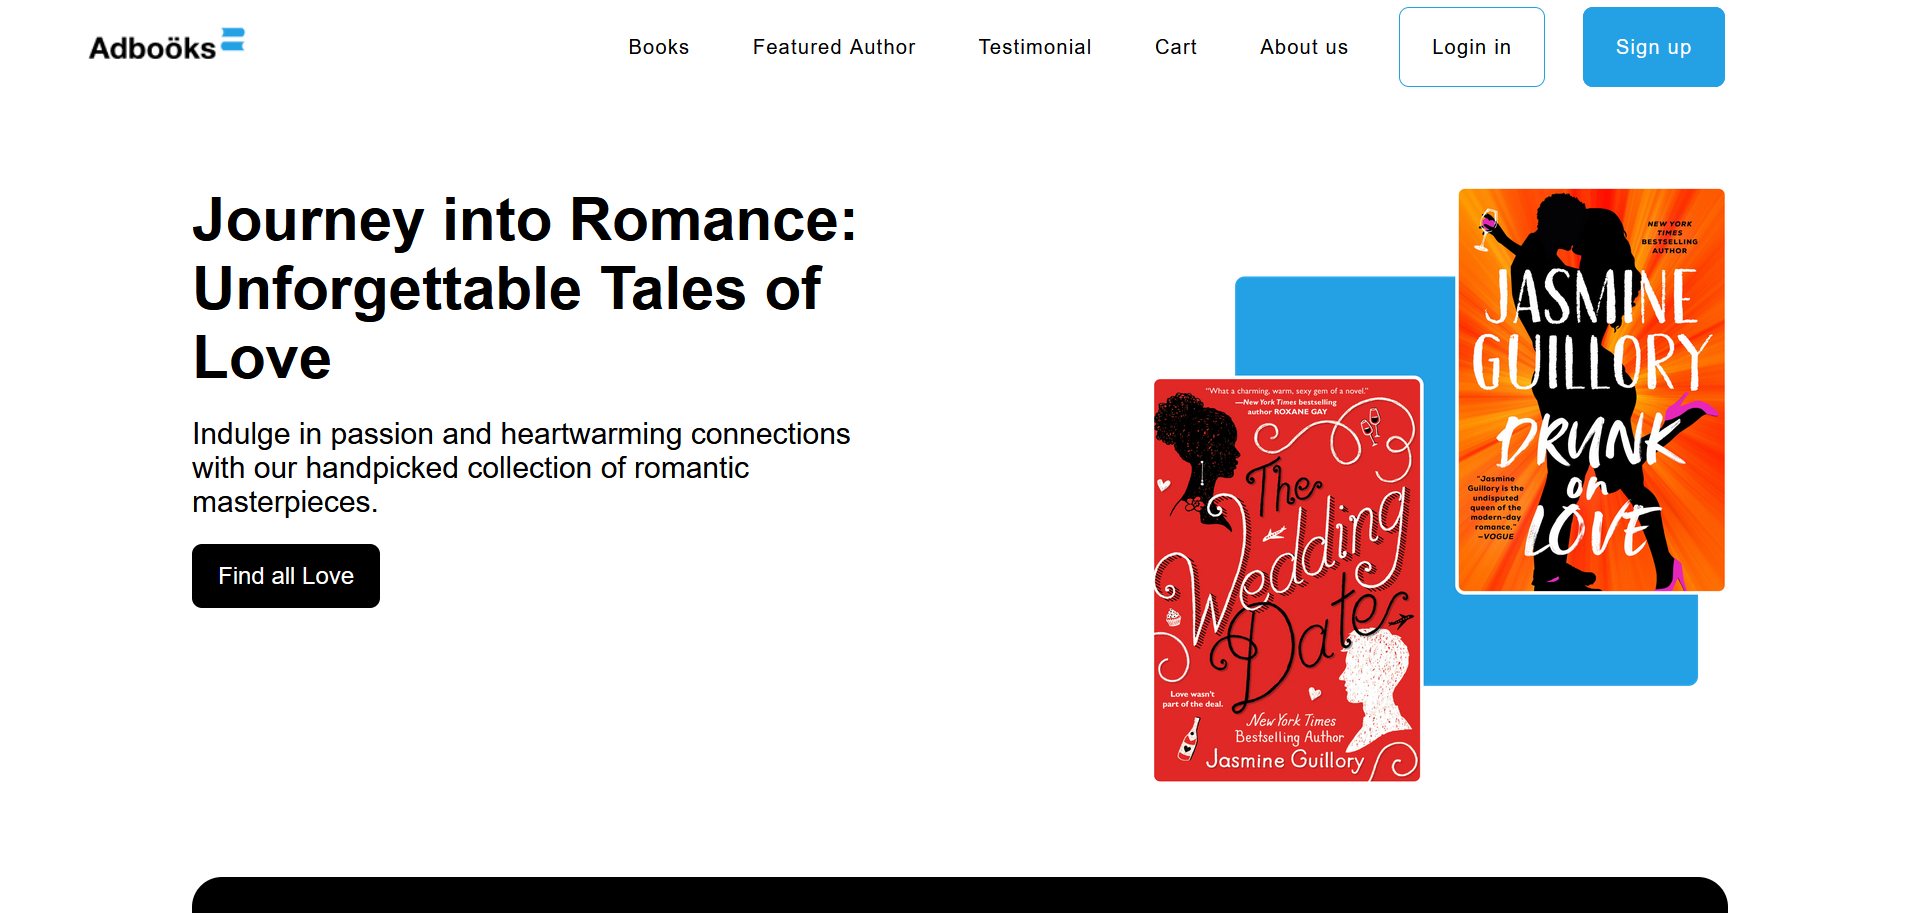 Adboöks
Books
Featured Author
Testimonial
Cart
About us
Login in
Sign up
Journey into Romance:
Unforgettable Tales of
Love
Indulge in passion and heartwarming connections
with our handpicked collection of romantic
masterpieces.
Find all Love
NEW YORK
TIMES
BESTSELLING
AUTHOR
JASMINE
GUILLORY
DRUNK
on
LOVE
"Jasmine
Guillory is the
undisputed
queen of the
modern-day
romance."
–VOGUE
"What a charming, warm, sexy gem of a novel."
—New York Times bestselling
author ROXANE GAY
The
Wedding
Date
Love wasn't
part of the deal.
New York Times
Bestselling Author
Jasmine Guillory